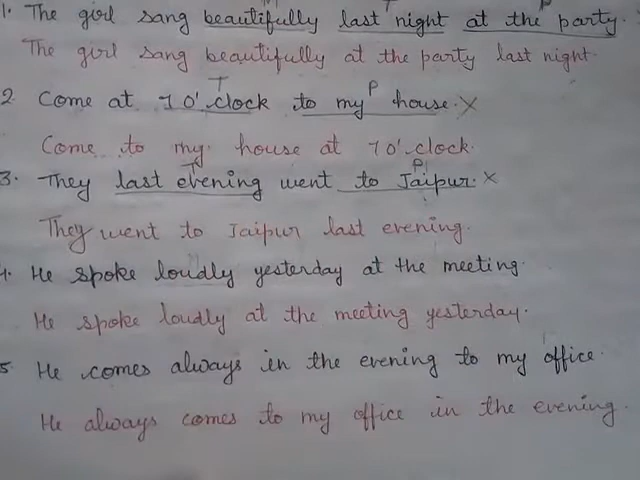 1. The girl sang beautifully last night at the party.
The girl sang beautifully at the party last night.
T P
2. Come at 7 O'clock to my house. X
Come to my house at 7 O'clock.
T P
3. They last evening went to Jaipur. X
They went to Jaipur last evening.
4. He spoke loudly yesterday at the meeting.
He spoke loudly at the meeting yesterday.
5. He comes always in the evening to my office.
He always comes to my office in the evening.